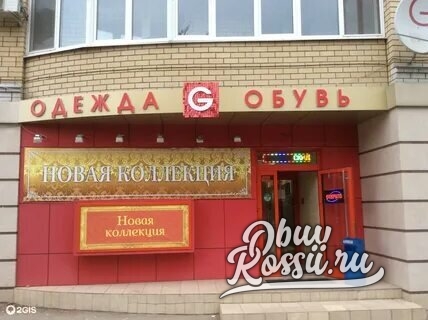 ОДЕЖДА G ОБУВЬ
G
НОВАЯ КОЛЛЕКЦИЯ
Новая
коллекция
Obuv
Rossii.ru
2GIS